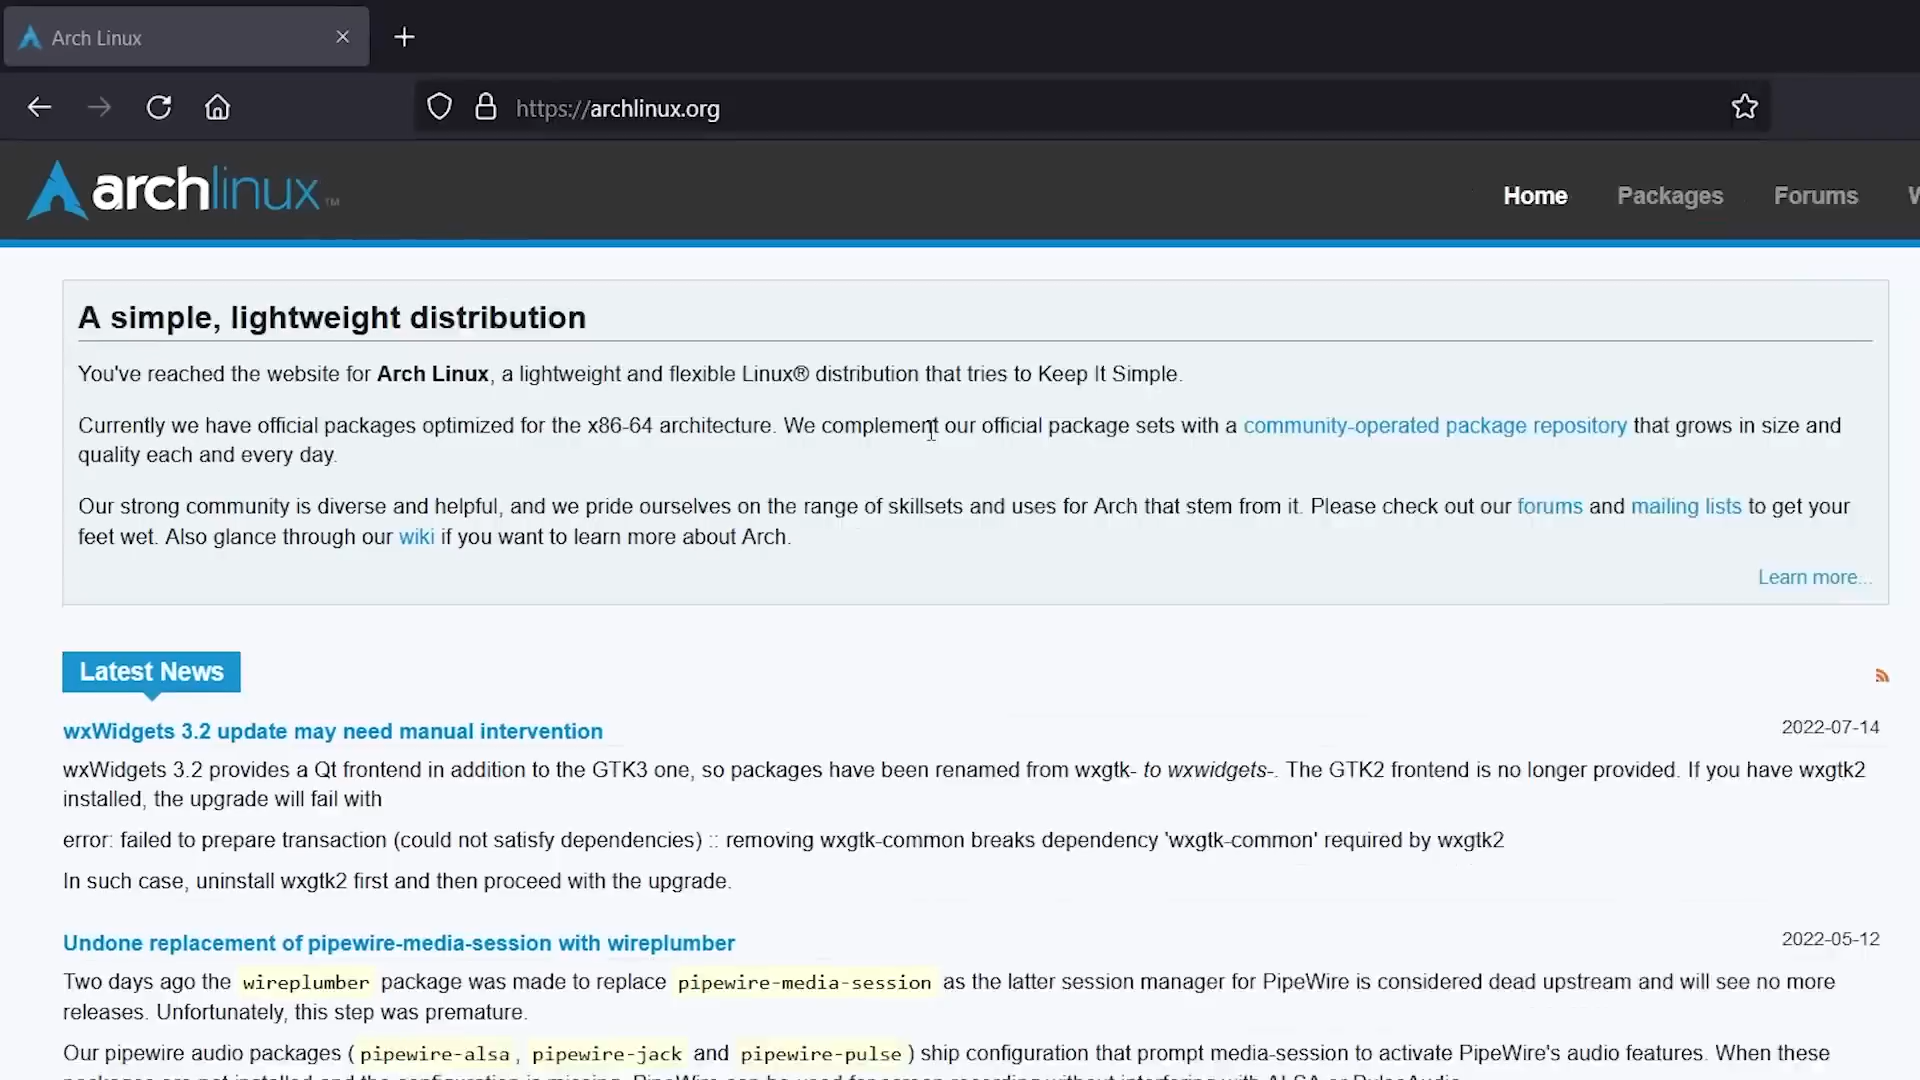 Arch Linux
https://archlinux.org
archlinux™
Home Packages Forums W
A simple, lightweight distribution
You've reached the website for Arch Linux, a lightweight and flexible Linux® distribution that tries to Keep It Simple.
Currently we have official packages optimized for the x86-64 architecture. We complement our official package sets with a community-operated package repository that grows in size and
quality each and every day.
Our strong community is diverse and helpful, and we pride ourselves on the range of skillsets and uses for Arch that stem from it. Please check out our forums and mailing lists to get your
feet wet. Also glance through our wiki if you want to learn more about Arch.
Learn more...
Latest News
wxWidgets 3.2 update may need manual intervention 2022-07-14
wxWidgets 3.2 provides a Qt frontend in addition to the GTK3 one, so packages have been renamed from wxgtk- to wxwidgets-. The GTK2 frontend is no longer provided. If you have wxgtk2
installed, the upgrade will fail with
error: failed to prepare transaction (could not satisfy dependencies) :: removing wxgtk-common breaks dependency 'wxgtk-common' required by wxgtk2
In such case, uninstall wxgtk2 first and then proceed with the upgrade.
Undone replacement of pipewire-media-session with wireplumber 2022-05-12
Two days ago the wireplumber package was made to replace pipewire-media-session as the latter session manager for PipeWire is considered dead upstream and will see no more
releases. Unfortunately, this step was premature.
Our pipewire audio packages (pipewire-alsa, pipewire-jack and pipewire-pulse) ship configuration that prompt media-session to activate PipeWire's audio features. When these